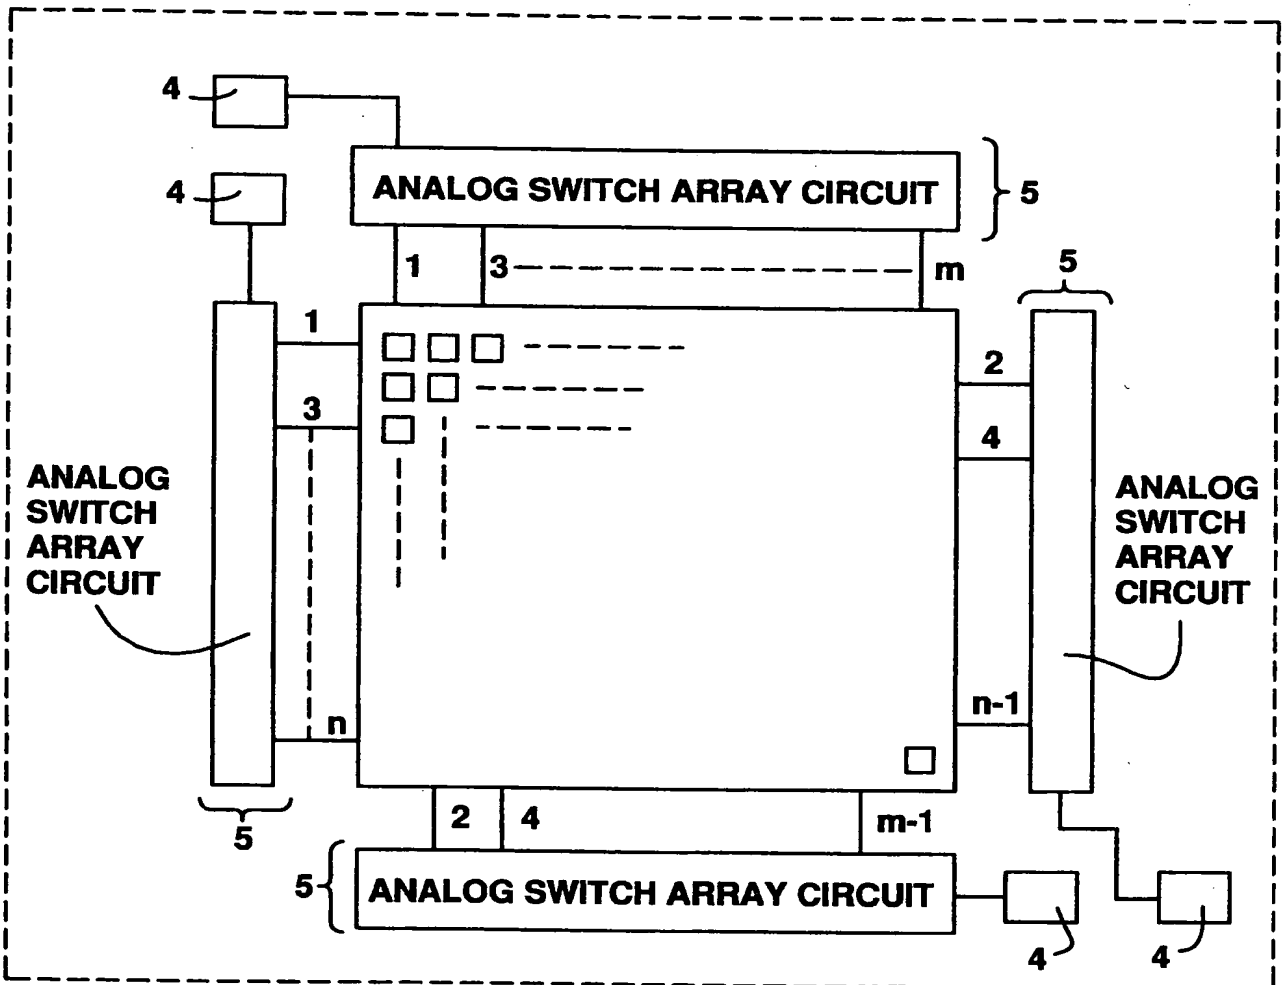 4
4
ANALOG SWITCH ARRAY CIRCUIT
5
1
3
m
5
1
3
n
2
4
n-1
ANALOG
SWITCH
ARRAY
CIRCUIT
ANALOG
SWITCH
ARRAY
CIRCUIT
5
2
4
m-1
5
ANALOG SWITCH ARRAY CIRCUIT
4
4